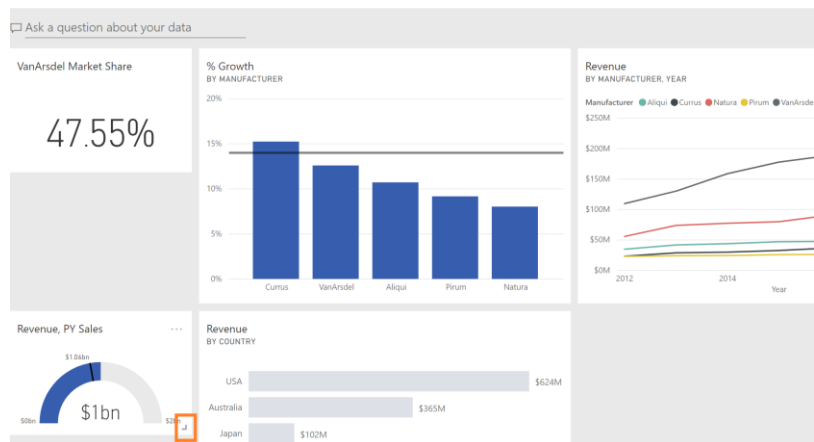 Ask a question about your data
VanArsdel Market Share
47.55%
% Growth
BY MANUFACTURER
20%
15%
10%
5%
0%
Currus VanArsdel Aliqui Pirum Natura
Revenue
BY MANUFACTURER, YEAR
Manufacturer Aliqui Currus Natura Pirum VanArsde
$250M
$200M
$150M
$100M
$50M
$0M
2012 2014
Year
Revenue, PY Sales
...
$1.06bn
$0bn
$1bn
$2bn
Revenue
BY COUNTRY
USA $624M
Australia $365M
Japan $102M